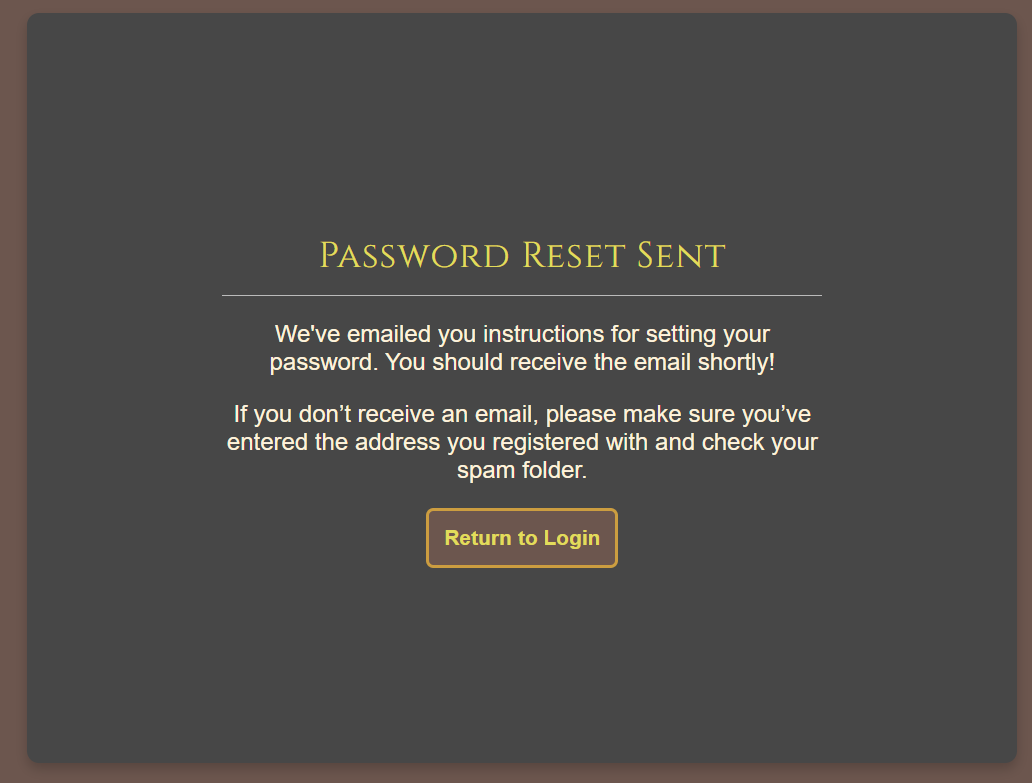 Password Reset Sent
We've emailed you instructions for setting your
password. You should receive the email shortly!
If you don’t receive an email, please make sure you’ve
entered the address you registered with and check your
spam folder.
Return to Login